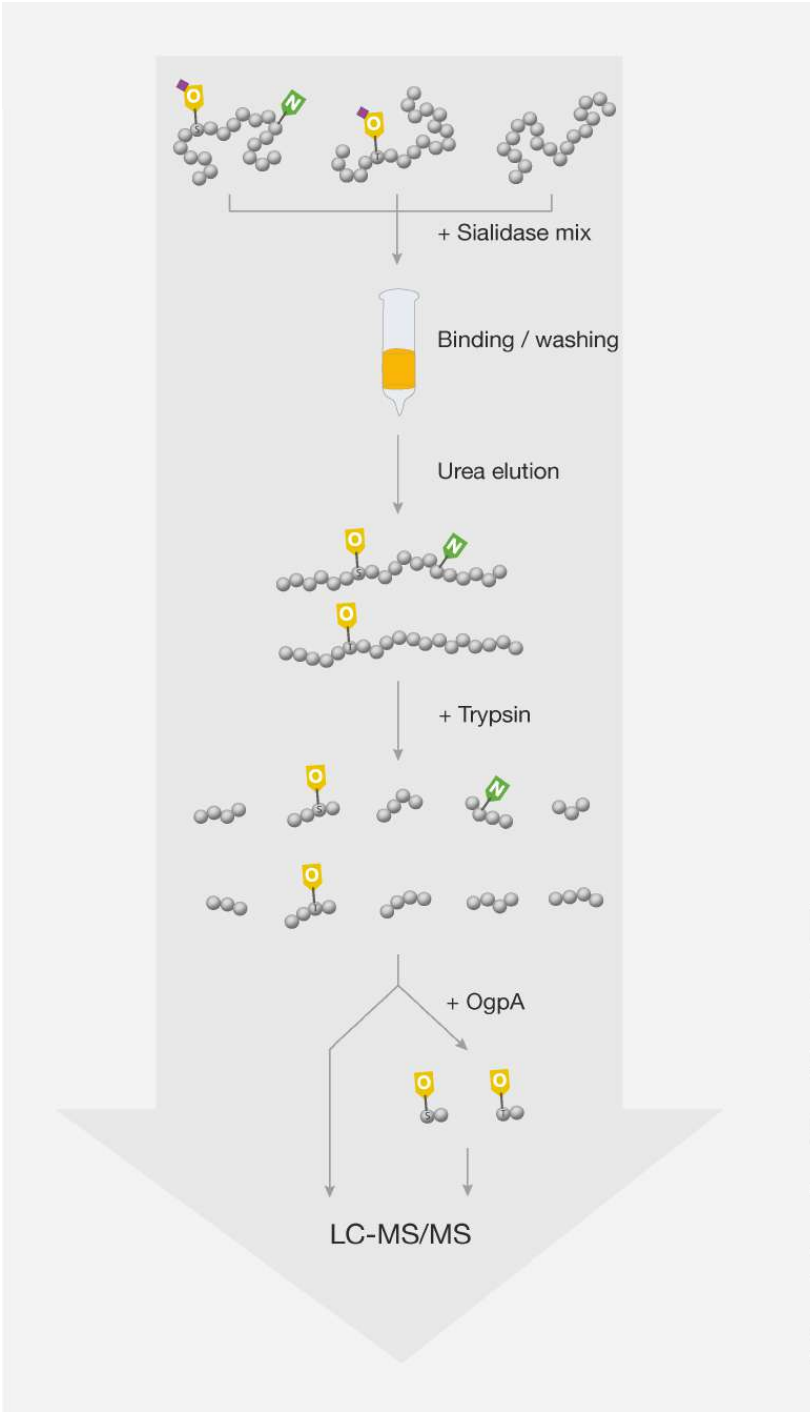 O N
S
O
T
+ Sialidase mix
Binding / washing
Urea elution
O N
S
O
T
+ Trypsin
O N
S
O
T
+ OgpA
O O
S T
LC-MS/MS